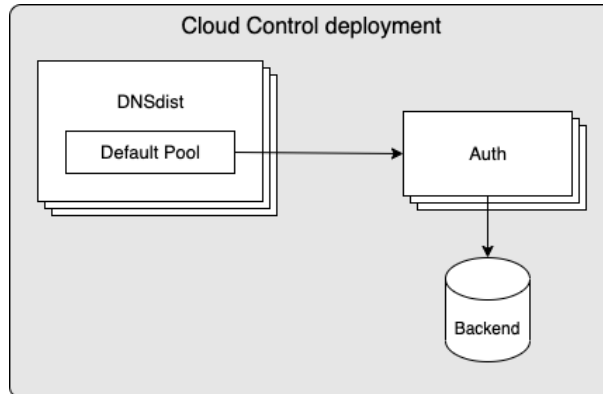 Cloud Control deployment
DNSdist
Default Pool
Auth
Backend